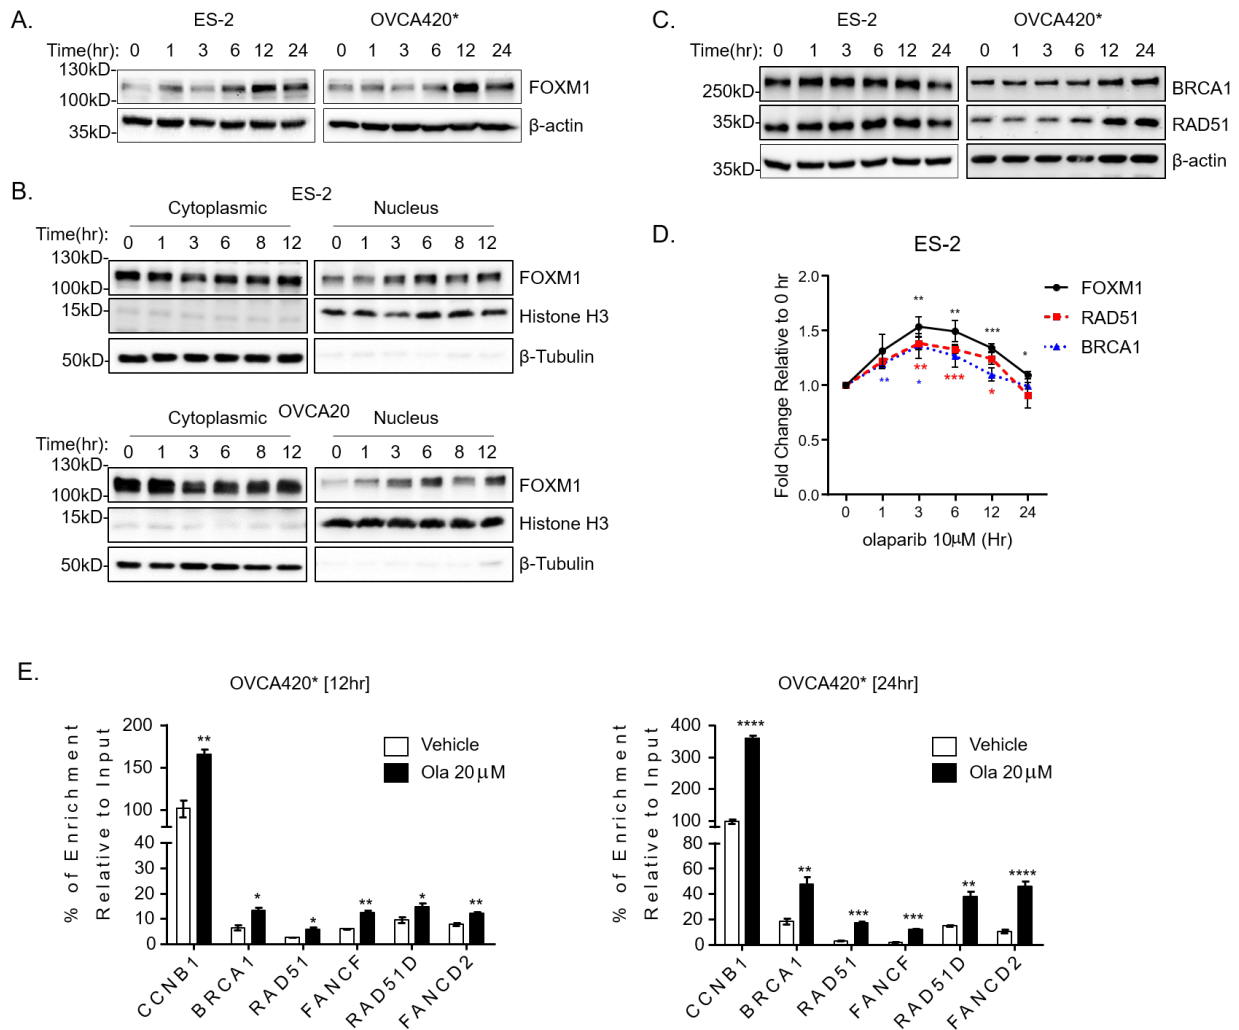 A.
ES-2 OVCA420*
Time(hr): 0 1 3 6 12 24 0 1 3 6 12 24
130kD
100kD
FOXM1
35kD
β-actin
B.
ES-2
Cytoplasmic Nucleus
Time(hr): 0 1 3 6 8 12 0 1 3 6 8 12
130kD
100kD
FOXM1
15kD
Histone H3
50kD
β-Tubulin
OVCA20
Cytoplasmic Nucleus
Time(hr): 0 1 3 6 8 12 0 1 3 6 8 12
130kD
100kD
FOXM1
15kD
Histone H3
50kD
β-Tubulin
C.
ES-2 OVCA420*
Time(hr): 0 1 3 6 12 24 0 1 3 6 12 24
250kD
BRCA1
35kD
RAD51
35kD
β-actin
D.
ES-2
Fold Change Relative to 0 hr
2.0
1.5
1.0
0.5
0.0
** ** *** *
** * ** *** *
0 1 3 6 12 24
olaparib 10μM (Hr)
FOXM1
RAD51
BRCA1
E.
OVCA420* [12hr]
% of Enrichment
Relative to Input
200
150
100
40
30
20
10
0
** * * ** * **
Vehicle
Ola 20μM
CCNB1 BRCA1 RAD51 FANCF RAD51D FANCD2
OVCA420* [24hr]
% of Enrichment
Relative to Input
400
300
200
100
80
60
40
20
0
**** ** *** *** ** ****
Vehicle
Ola 20μM
CCNB1 BRCA1 RAD51 FANCF RAD51D FANCD2